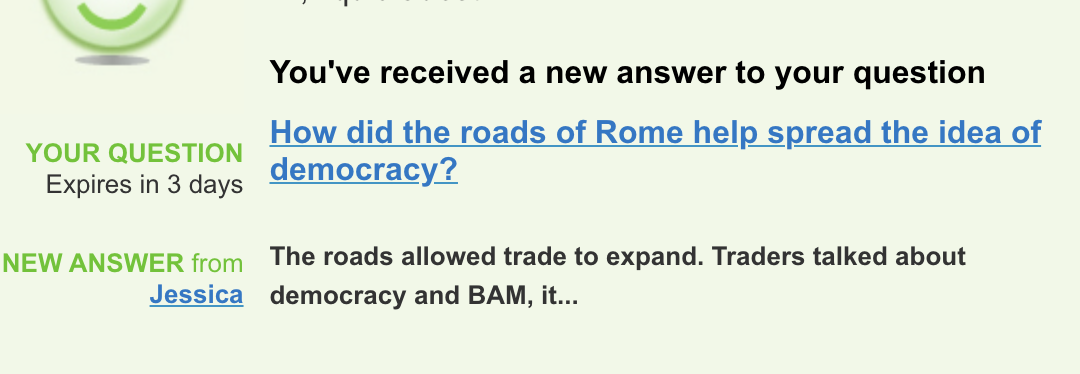 You've received a new answer to your question
How did the roads of Rome help spread the idea of
democracy?
YOUR QUESTION
Expires in 3 days
NEW ANSWER from
Jessica
The roads allowed trade to expand. Traders talked about
democracy and BAM, it...